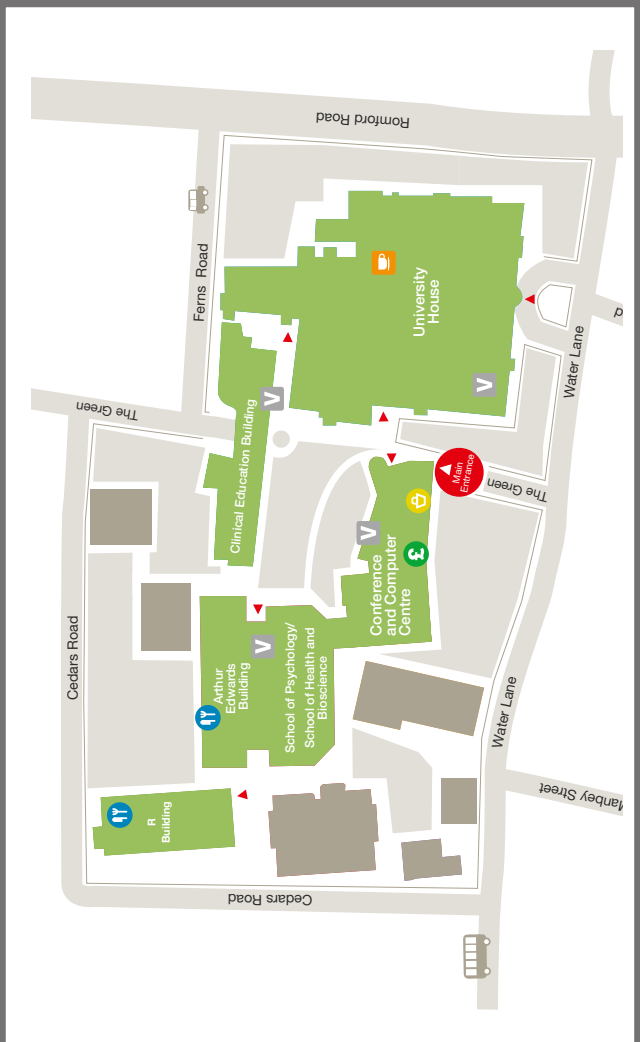 Romford Road
Ferns Road
University
House
Water Lane
d
The Green
V
V
Clinical Education Building
Main
Entrance
The Green
V
£
Conference
and Computer
Centre
Cedars Road
V
Arthur
Edwards
Building
School of Psychology/
School of Health and
Bioscience
Water Lane
Manbey Street
R
Building
Cedars Road